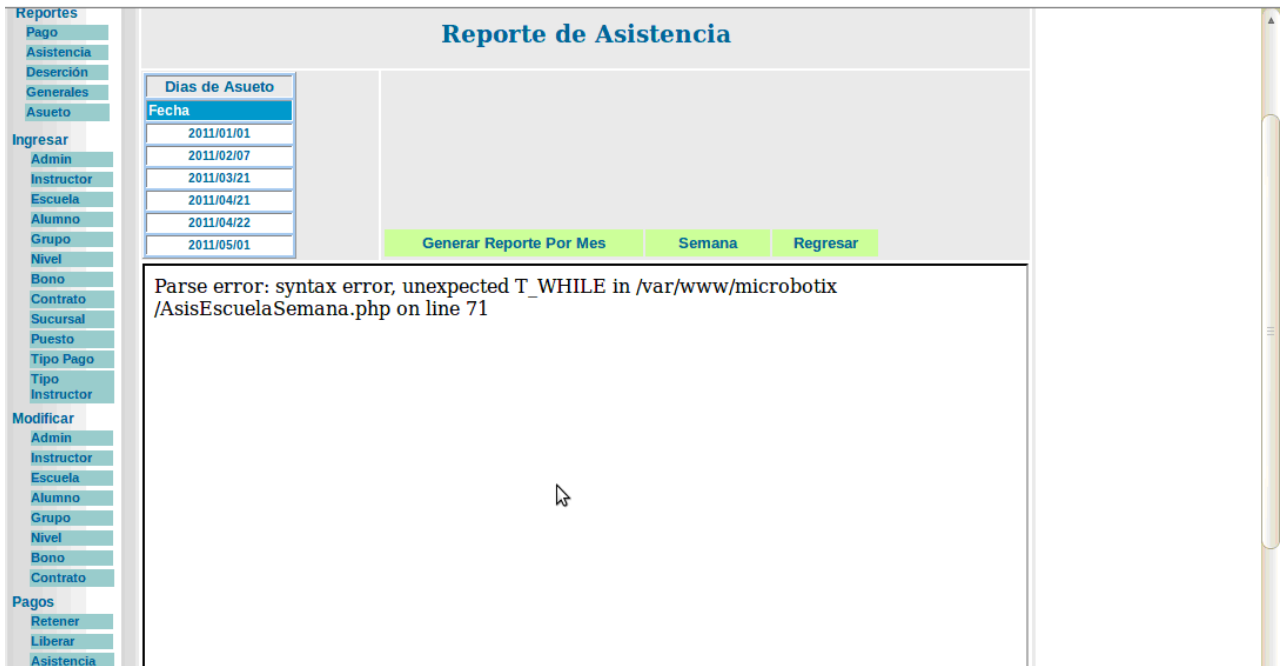 Reportes
Pago
Asistencia
Deserción
Generales
Asueto
Ingresar
Admin
Instructor
Escuela
Alumno
Grupo
Nivel
Bono
Contrato
Sucursal
Puesto
Tipo Pago
Tipo
Instructor
Modificar
Admin
Instructor
Escuela
Alumno
Grupo
Nivel
Bono
Contrato
Pagos
Retener
Liberar
Asistencia
Reporte de Asistencia
Dias de Asueto
Fecha
2011/01/01
2011/02/07
2011/03/21
2011/04/21
2011/04/22
2011/05/01
Generar Reporte Por Mes
Semana
Regresar
Parse error: syntax error, unexpected T_WHILE in /var/www/microbotix
/AsisEscuelaSemana.php on line 71